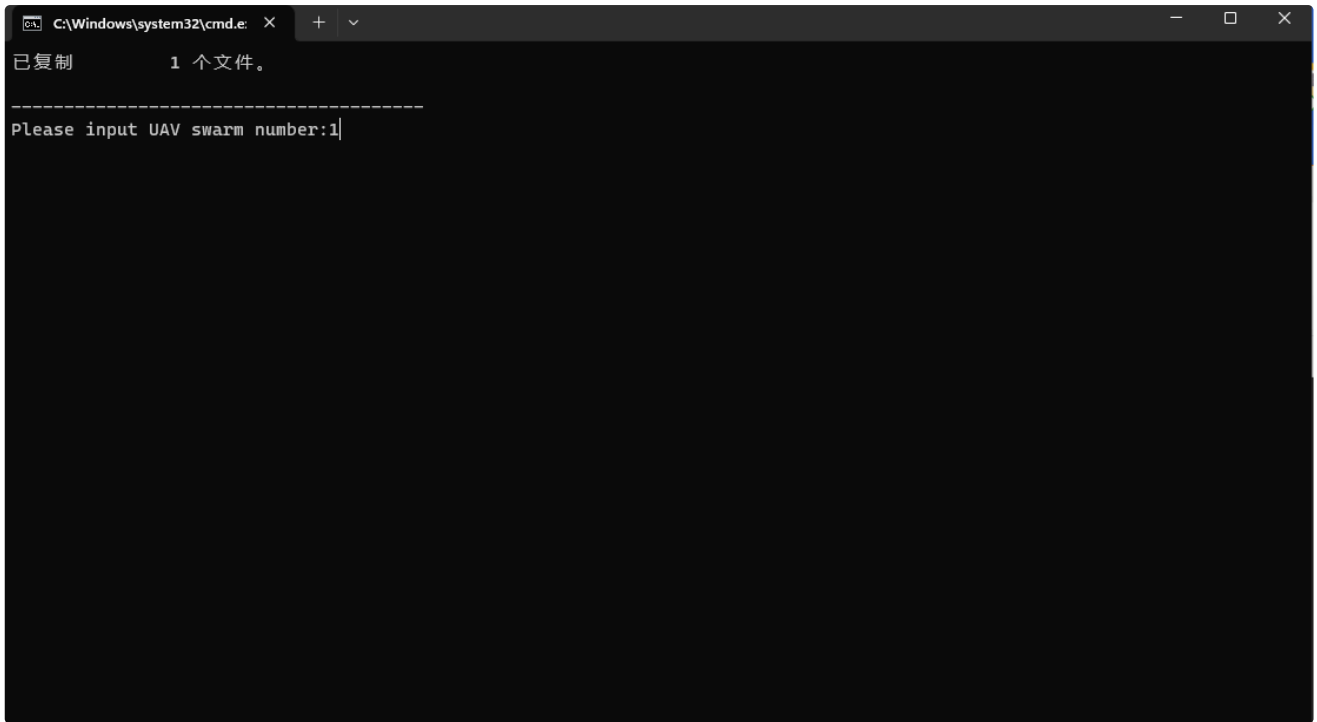 C:\Windows\system32\cmd.e
已复制         1 个文件。
---------------------------------------
Please input UAV swarm number:1